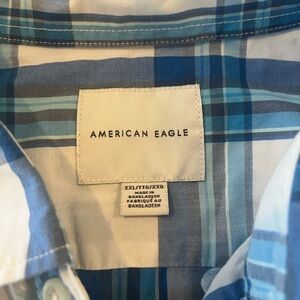 AMERICAN EAGLE
XXL/TTG/XXG
MADE IN
BANGLADESH
FABRIQUÉ AU
BANGLADESH